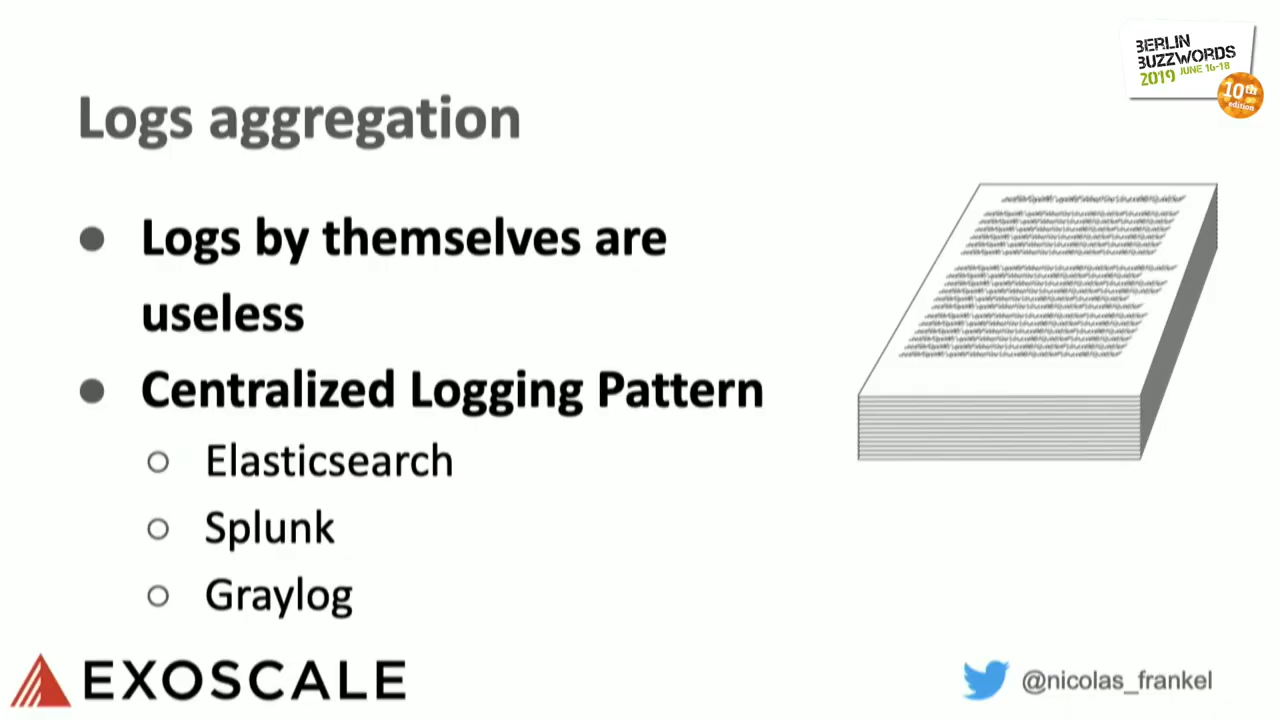 BERLIN
BUZZWORDS
2019 JUNE 16-18
10th
edition
Logs aggregation
● Logs by themselves are
useless
● Centralized Logging Pattern
○ Elasticsearch
○ Splunk
○ Graylog
EXOSCALE
@nicolas_frankel